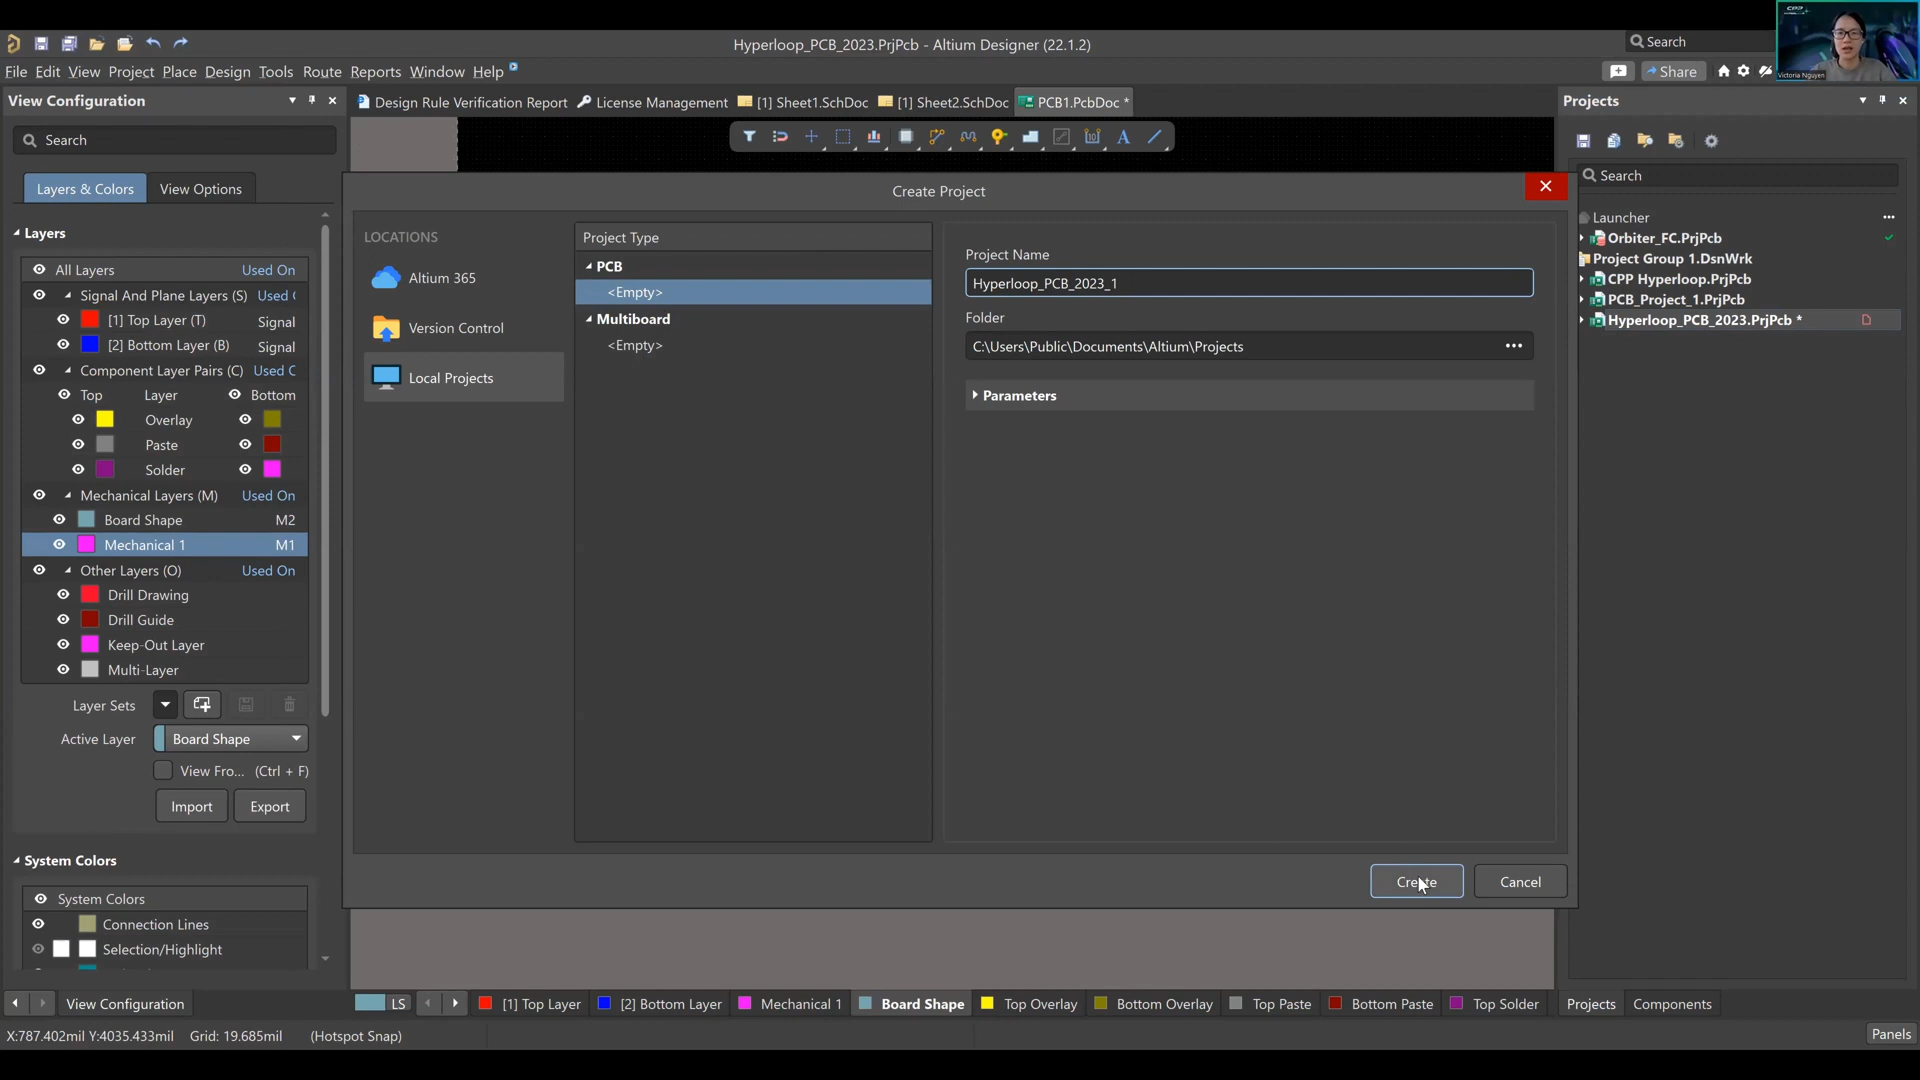 Hyperloop_PCB_2023.PrjPcb - Altium Designer (22.1.2)
Search
CPP
Victoria Nguyen
File Edit View Project Place Design Tools Route Reports Window Help
Share
View Configuration
Design Rule Verification Report
License Management
[1] Sheet1.SchDoc
[1] Sheet2.SchDoc
PCB1.PcbDoc *
Projects
Search
Layers & Colors
View Options
Layers
All Layers Used On
Signal And Plane Layers (S) Used (
[1] Top Layer (T) Signal
[2] Bottom Layer (B) Signal
Component Layer Pairs (C) Used C
Top Layer Bottom
Overlay
Paste
Solder
Mechanical Layers (M) Used On
Board Shape M2
Mechanical 1 M1
Other Layers (O) Used On
Drill Drawing
Drill Guide
Keep-Out Layer
Multi-Layer
Layer Sets
Active Layer Board Shape
View Fro... (Ctrl + F)
Import Export
System Colors
System Colors
Connection Lines
Selection/Highlight
Create Project
LOCATIONS
Altium 365
Version Control
Local Projects
Project Type
PCB
<Empty>
Multiboard
<Empty>
Project Name
Hyperloop_PCB_2023_1
Folder
C:\Users\Public\Documents\Altium\Projects
Parameters
Create Cancel
Search
Launcher
Orbiter_FC.PrjPcb
Project Group 1.DsnWrk
CPP Hyperloop.PrjPcb
PCB_Project_1.PrjPcb
Hyperloop_PCB_2023.PrjPcb *
View Configuration
LS
[1] Top Layer
[2] Bottom Layer
Mechanical 1
Board Shape
Top Overlay
Bottom Overlay
Top Paste
Bottom Paste
Top Solder
Projects
Components
X:787.402mil Y:4035.433mil Grid: 19.685mil (Hotspot Snap)
Panels